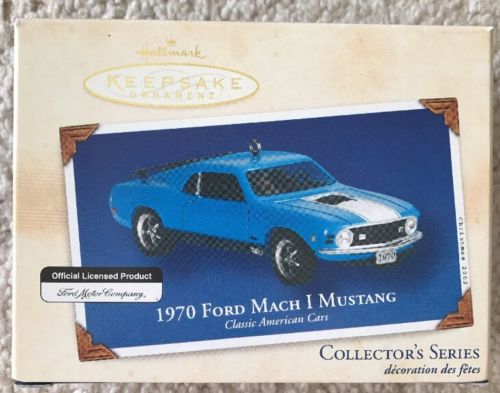 Hallmark
KEEPSAKE
ORNAMENT
1970
Christmas 2002
Official Licensed Product
Ford Motor Company,
1970 FORD MACH I MUSTANG
Classic American Cars
COLLECTOR'S SERIES
décoration des fêtes